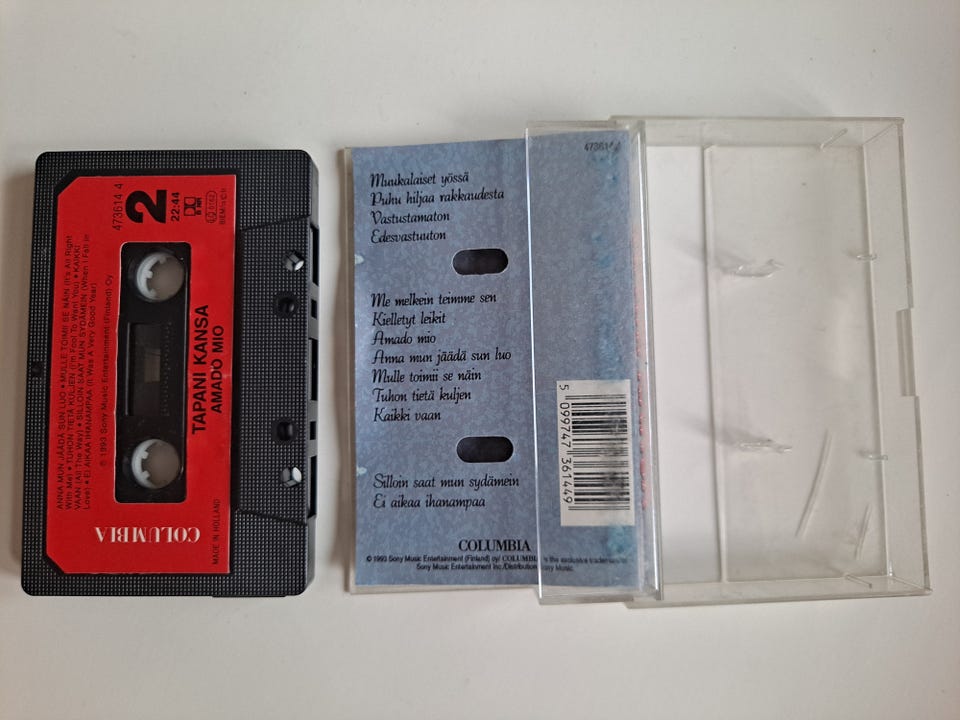 COLUMBIA
ANNA MUN JÄÄDÄ SUN LUO • MULLE TOIMII SE NÄIN (It's All Right
With Me) • TUHON TIETÄ KULJEN (I'm Fool To Want You) • KAIKKI
VAAN (All The Way) • SILLOIN SAAT MUN SYDÄMEIN (When I Fall In
Love) • EI AIKAA IHANAMPAA (It Was A Very Good Year)
℗ 1993 Sony Music Entertainment (Finland) Oy
473614 4
2
22:44
B NR
BIEM/n©b
TAPANI KANSA
AMADO MIO
MADE IN HOLLAND
473614 4
Muukalaiset yössä
Puhu hiljaa rakkaudesta
Vastustamaton
Edesvastuuton
Me melkein teimme sen
Kielletyt leikit
Amado mio
Anna mun jäädä sun luo
Mulle toimii se näin
Tuhon tietä kuljen
Kaikki vaan
Silloin saat mun sydämein
Ei aikaa ihanampaa
5 099747 361449
COLUMBIA
© 1993 Sony Music Entertainment (Finland) oy/ COLUMBIA is the exclusive trademark
Sony Music Entertainment Inc./Distribution Sony Music